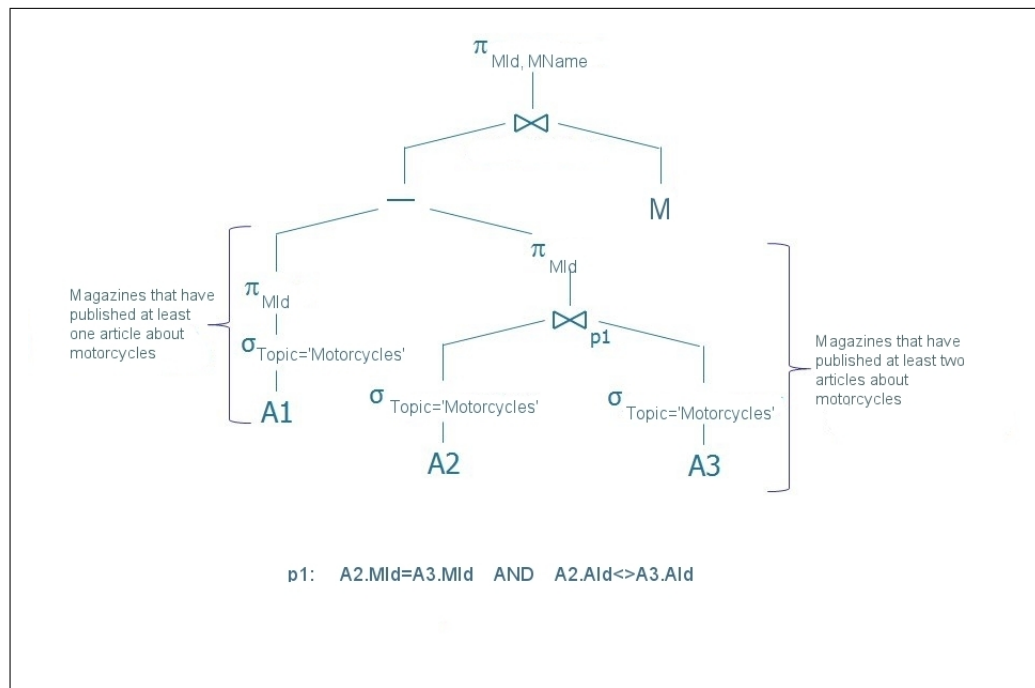 π MId, MName
⋈
—
M
π MId
Magazines that have
published at least
one article about
motorcycles
π MId
σ Topic='Motorcycles'
A1
⋈ p1
Magazines that have
published at least two
articles about
motorcycles
σ Topic='Motorcycles'
σ Topic='Motorcycles'
A2
A3
p1: A2.MId=A3.MId AND A2.AId<>A3.AId